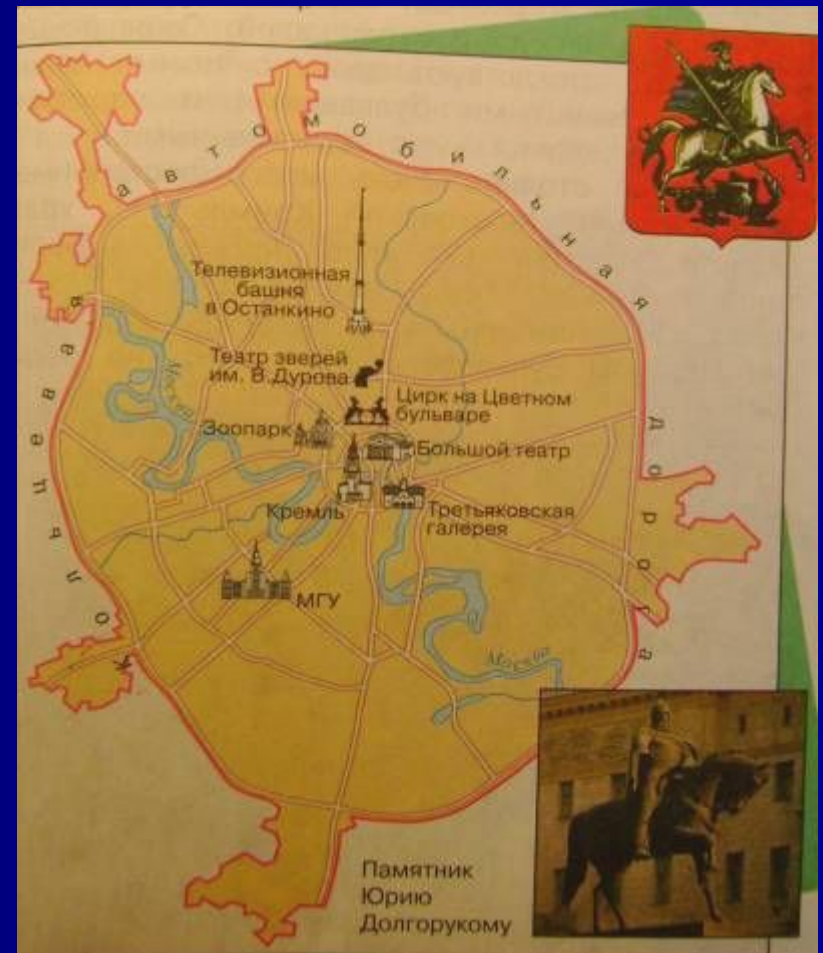 Кольцевая автомобильная дорога
Телевизионная
башня
в Останкино
Театр зверей
им. В.Дурова
Цирк на Цветном
бульваре
Зоопарк
Большой театр
Кремль
Третьяковская
галерея
МГУ
Москва
Москва
Памятник
Юрию
Долгорукому